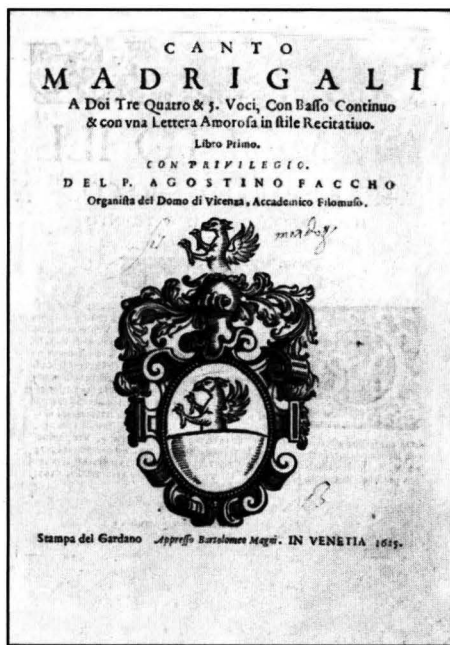 CANTO
MADRIGALI
A Doi Tre Quatro & 5. Voci, Con Basso Continuo
& con vna Lettera Amorosa in stile Recitatiuo.
Libro Primo.
CON PRIVILEGIO.
DEL P. AGOSTINO FACCHO
Organista del Domo di Vicenza, Accademico Filomuso.
Stampa del Gardano Appresso Bartolomeo Magni. IN VENETIA 1625.